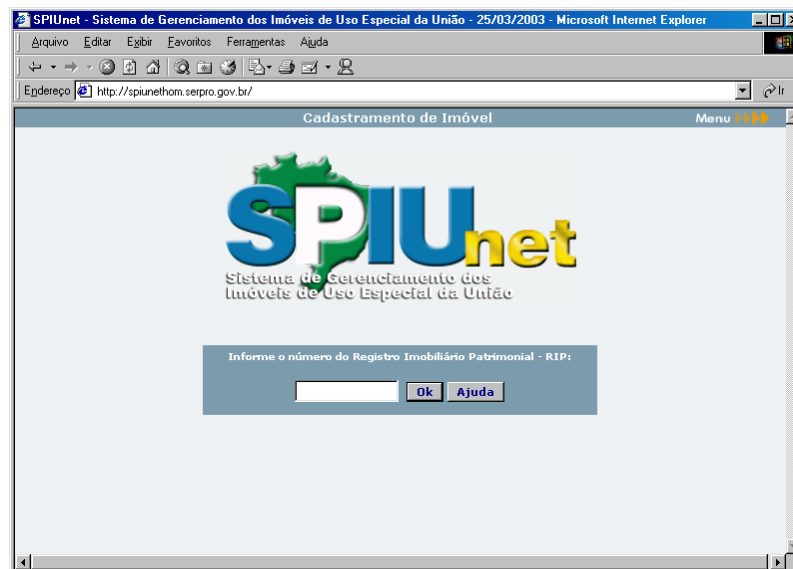 SPIUnet - Sistema de Gerenciamento dos Imóveis de Uso Especial da União - 25/03/2003 - Microsoft Internet Explorer
Arquivo Editar Exibir Favoritos Ferramentas Ajuda
Endereço http://spiunethom.serpro.gov.br/ Ir
Cadastramento de Imóvel Menu
SPIUnet
Sistema de Gerenciamento dos
Imóveis de Uso Especial da União
Informe o número do Registro Imobiliário Patrimonial - RIP:
Ok Ajuda